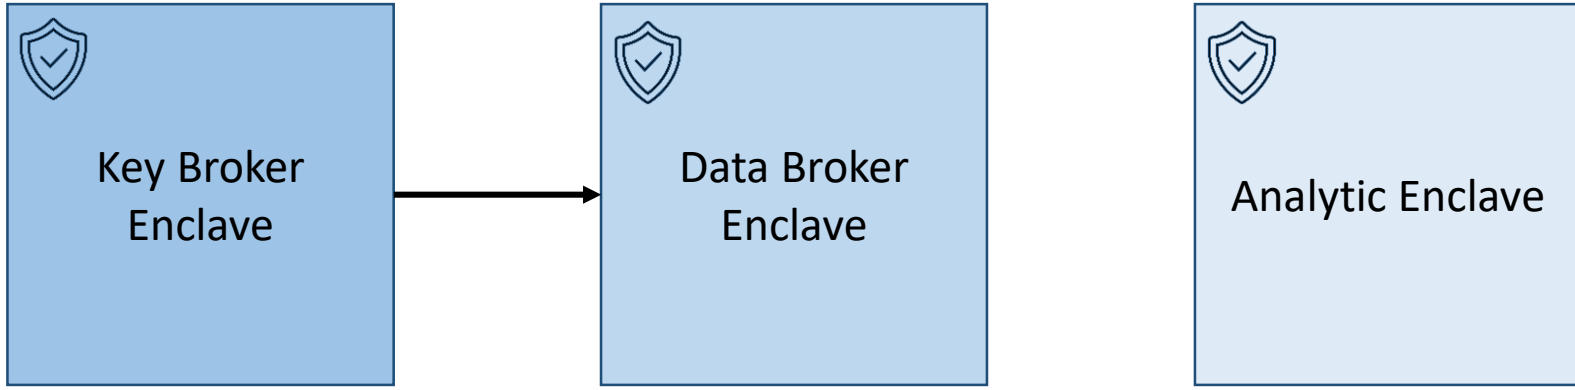 Key Broker
Enclave
Data Broker
Enclave
Analytic Enclave